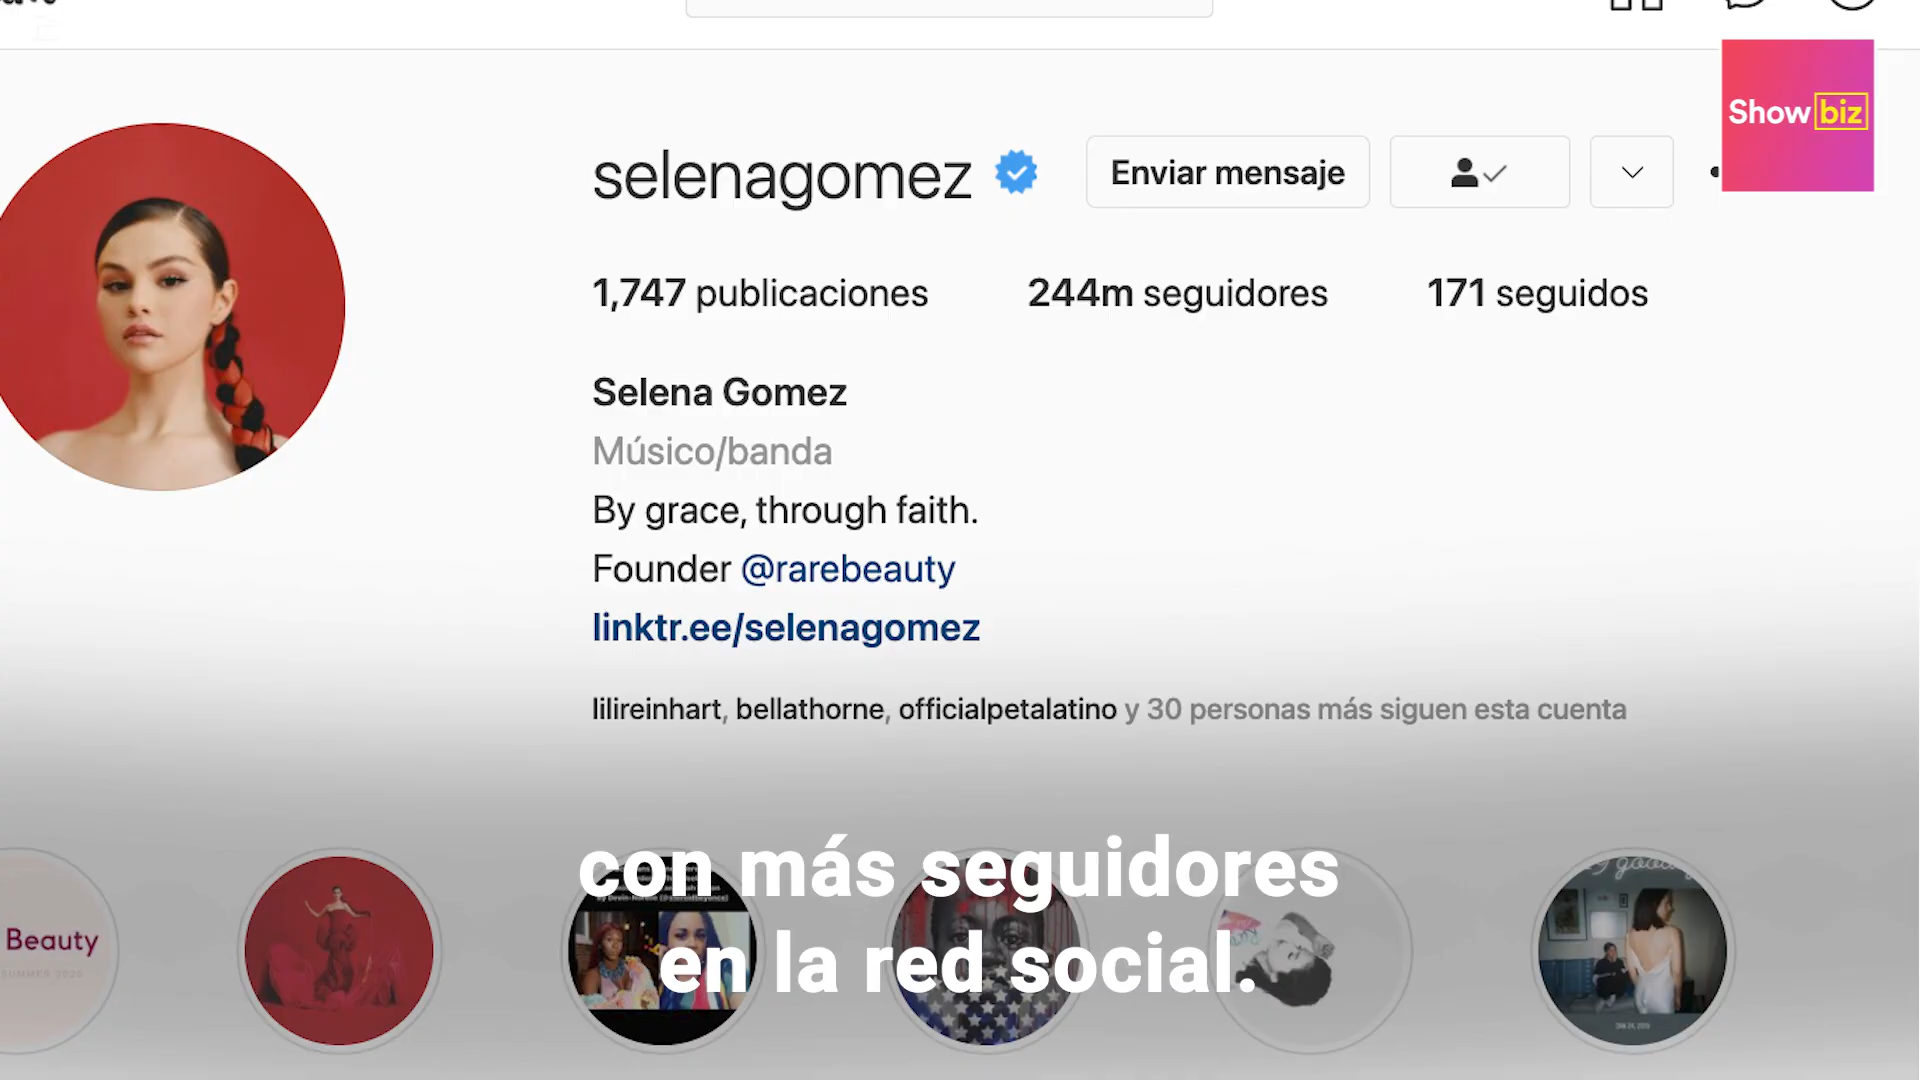 Show biz
selenagomez
Enviar mensaje
1,747 publicaciones 244m seguidores 171 seguidos
Selena Gomez
Músico/banda
By grace, through faith.
Founder @rarebeauty
linktr.ee/selenagomez
lilireinhart, bellathorne, officialpetalatino y 30 personas más siguen esta cuenta
con más seguidores
en la red social.
Beauty
SUMMER 2020